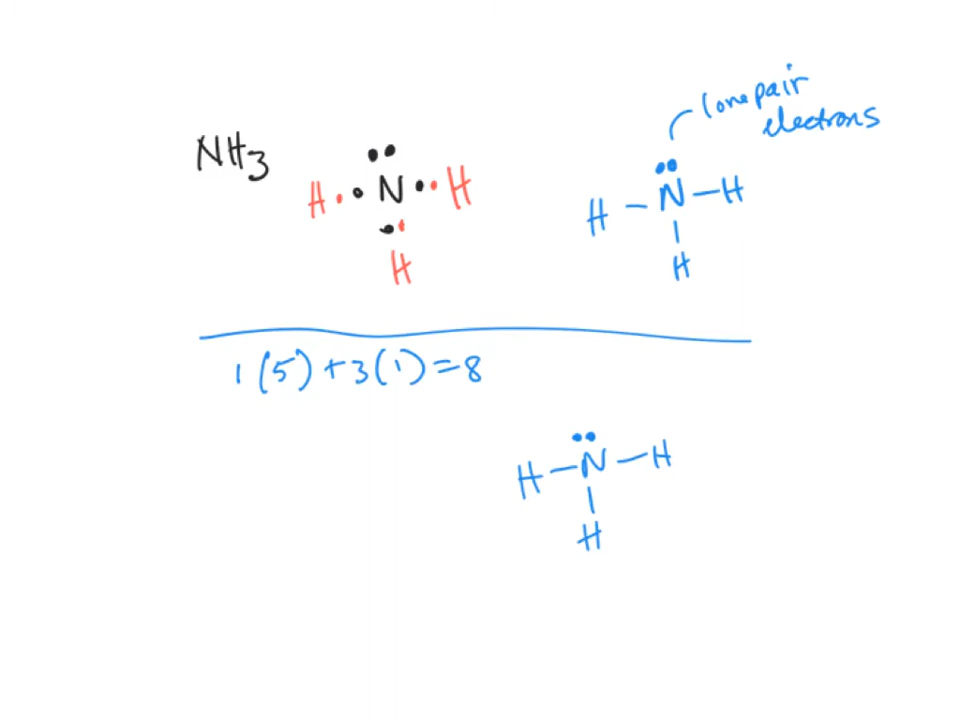 lone pair
electrons
NH3
H · · N · · H
H
H – N – H
H
1(5) + 3(1) = 8
H – N – H
H